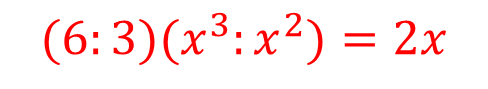 (6:3)(x³:x²) = 2x